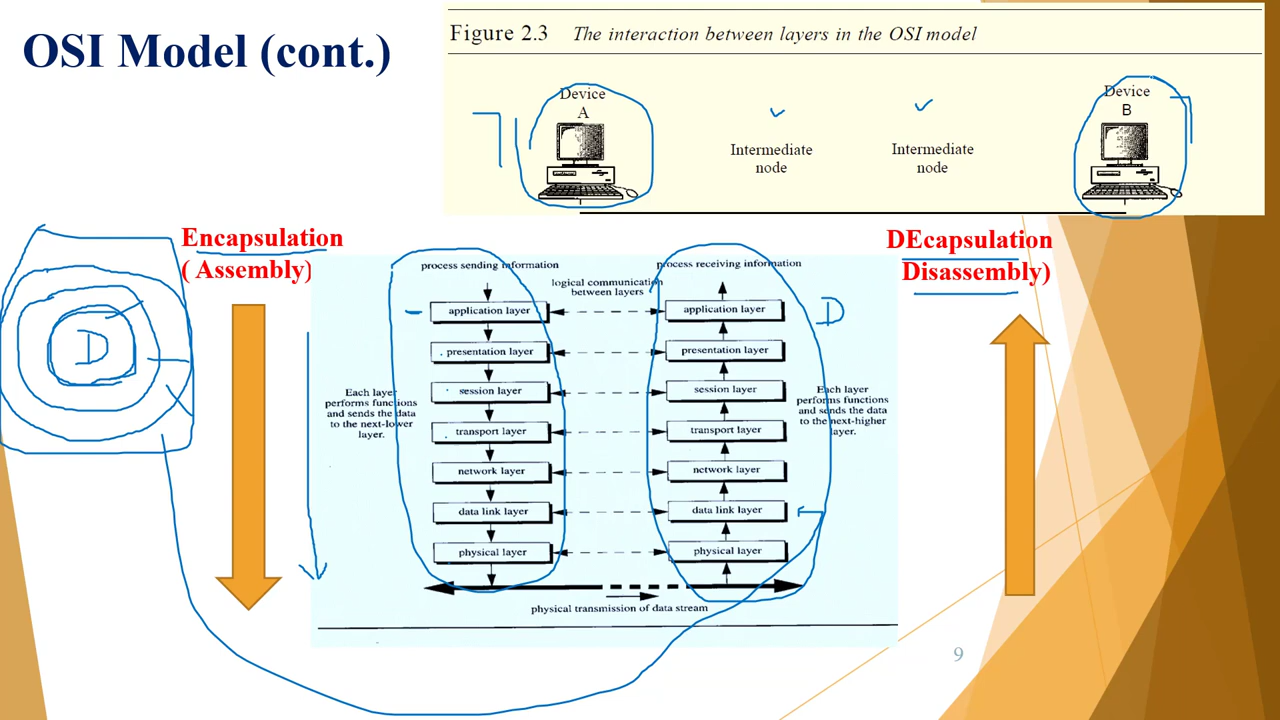 OSI Model (cont.)
Figure 2.3 The interaction between layers in the OSI model
Device
A
Intermediate
node
Intermediate
node
Device
B
Encapsulation
( Assembly)
DEcapsulation
Disassembly)
D
process sending information
process receiving information
logical communication
between layers
application layer
presentation layer
session layer
transport layer
network layer
data link layer
physical layer
application layer
presentation layer
session layer
transport layer
network layer
data link layer
physical layer
D
Each layer
performs functions
and sends the data
to the next-lower
layer.
Each layer
performs functions
and sends the data
to the next-higher
layer.
physical transmission of data stream
9